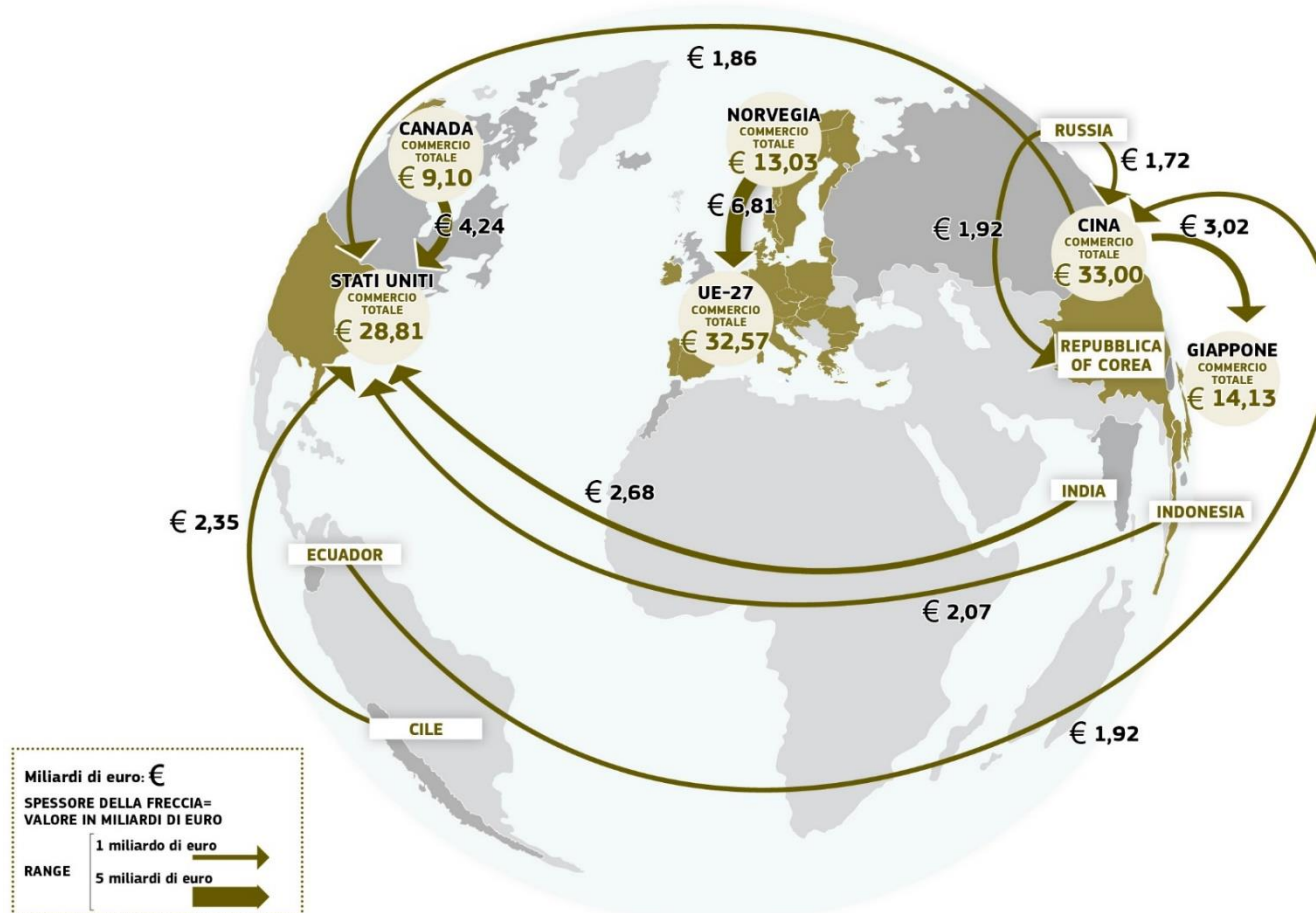 € 1,86
CANADA
COMMERCIO
TOTALE
€ 9,10
NORVEGIA
COMMERCIO
TOTALE
€ 13,03
RUSSIA
€ 1,72
€ 4,24
€ 6,81
€ 1,92
CINA
COMMERCIO
TOTALE
€ 33,00
€ 3,02
STATI UNITI
COMMERCIO
TOTALE
€ 28,81
UE-27
COMMERCIO
TOTALE
€ 32,57
REPUBBLICA
OF COREA
GIAPPONE
COMMERCIO
TOTALE
€ 14,13
€ 2,68
INDIA
INDONESIA
€ 2,35
ECUADOR
€ 2,07
CILE
€ 1,92
Miliardi di euro: €
SPESSORE DELLA FRECCIA=
VALORE IN MILIARDI DI EURO
RANGE
1 miliardo di euro
5 miliardi di euro